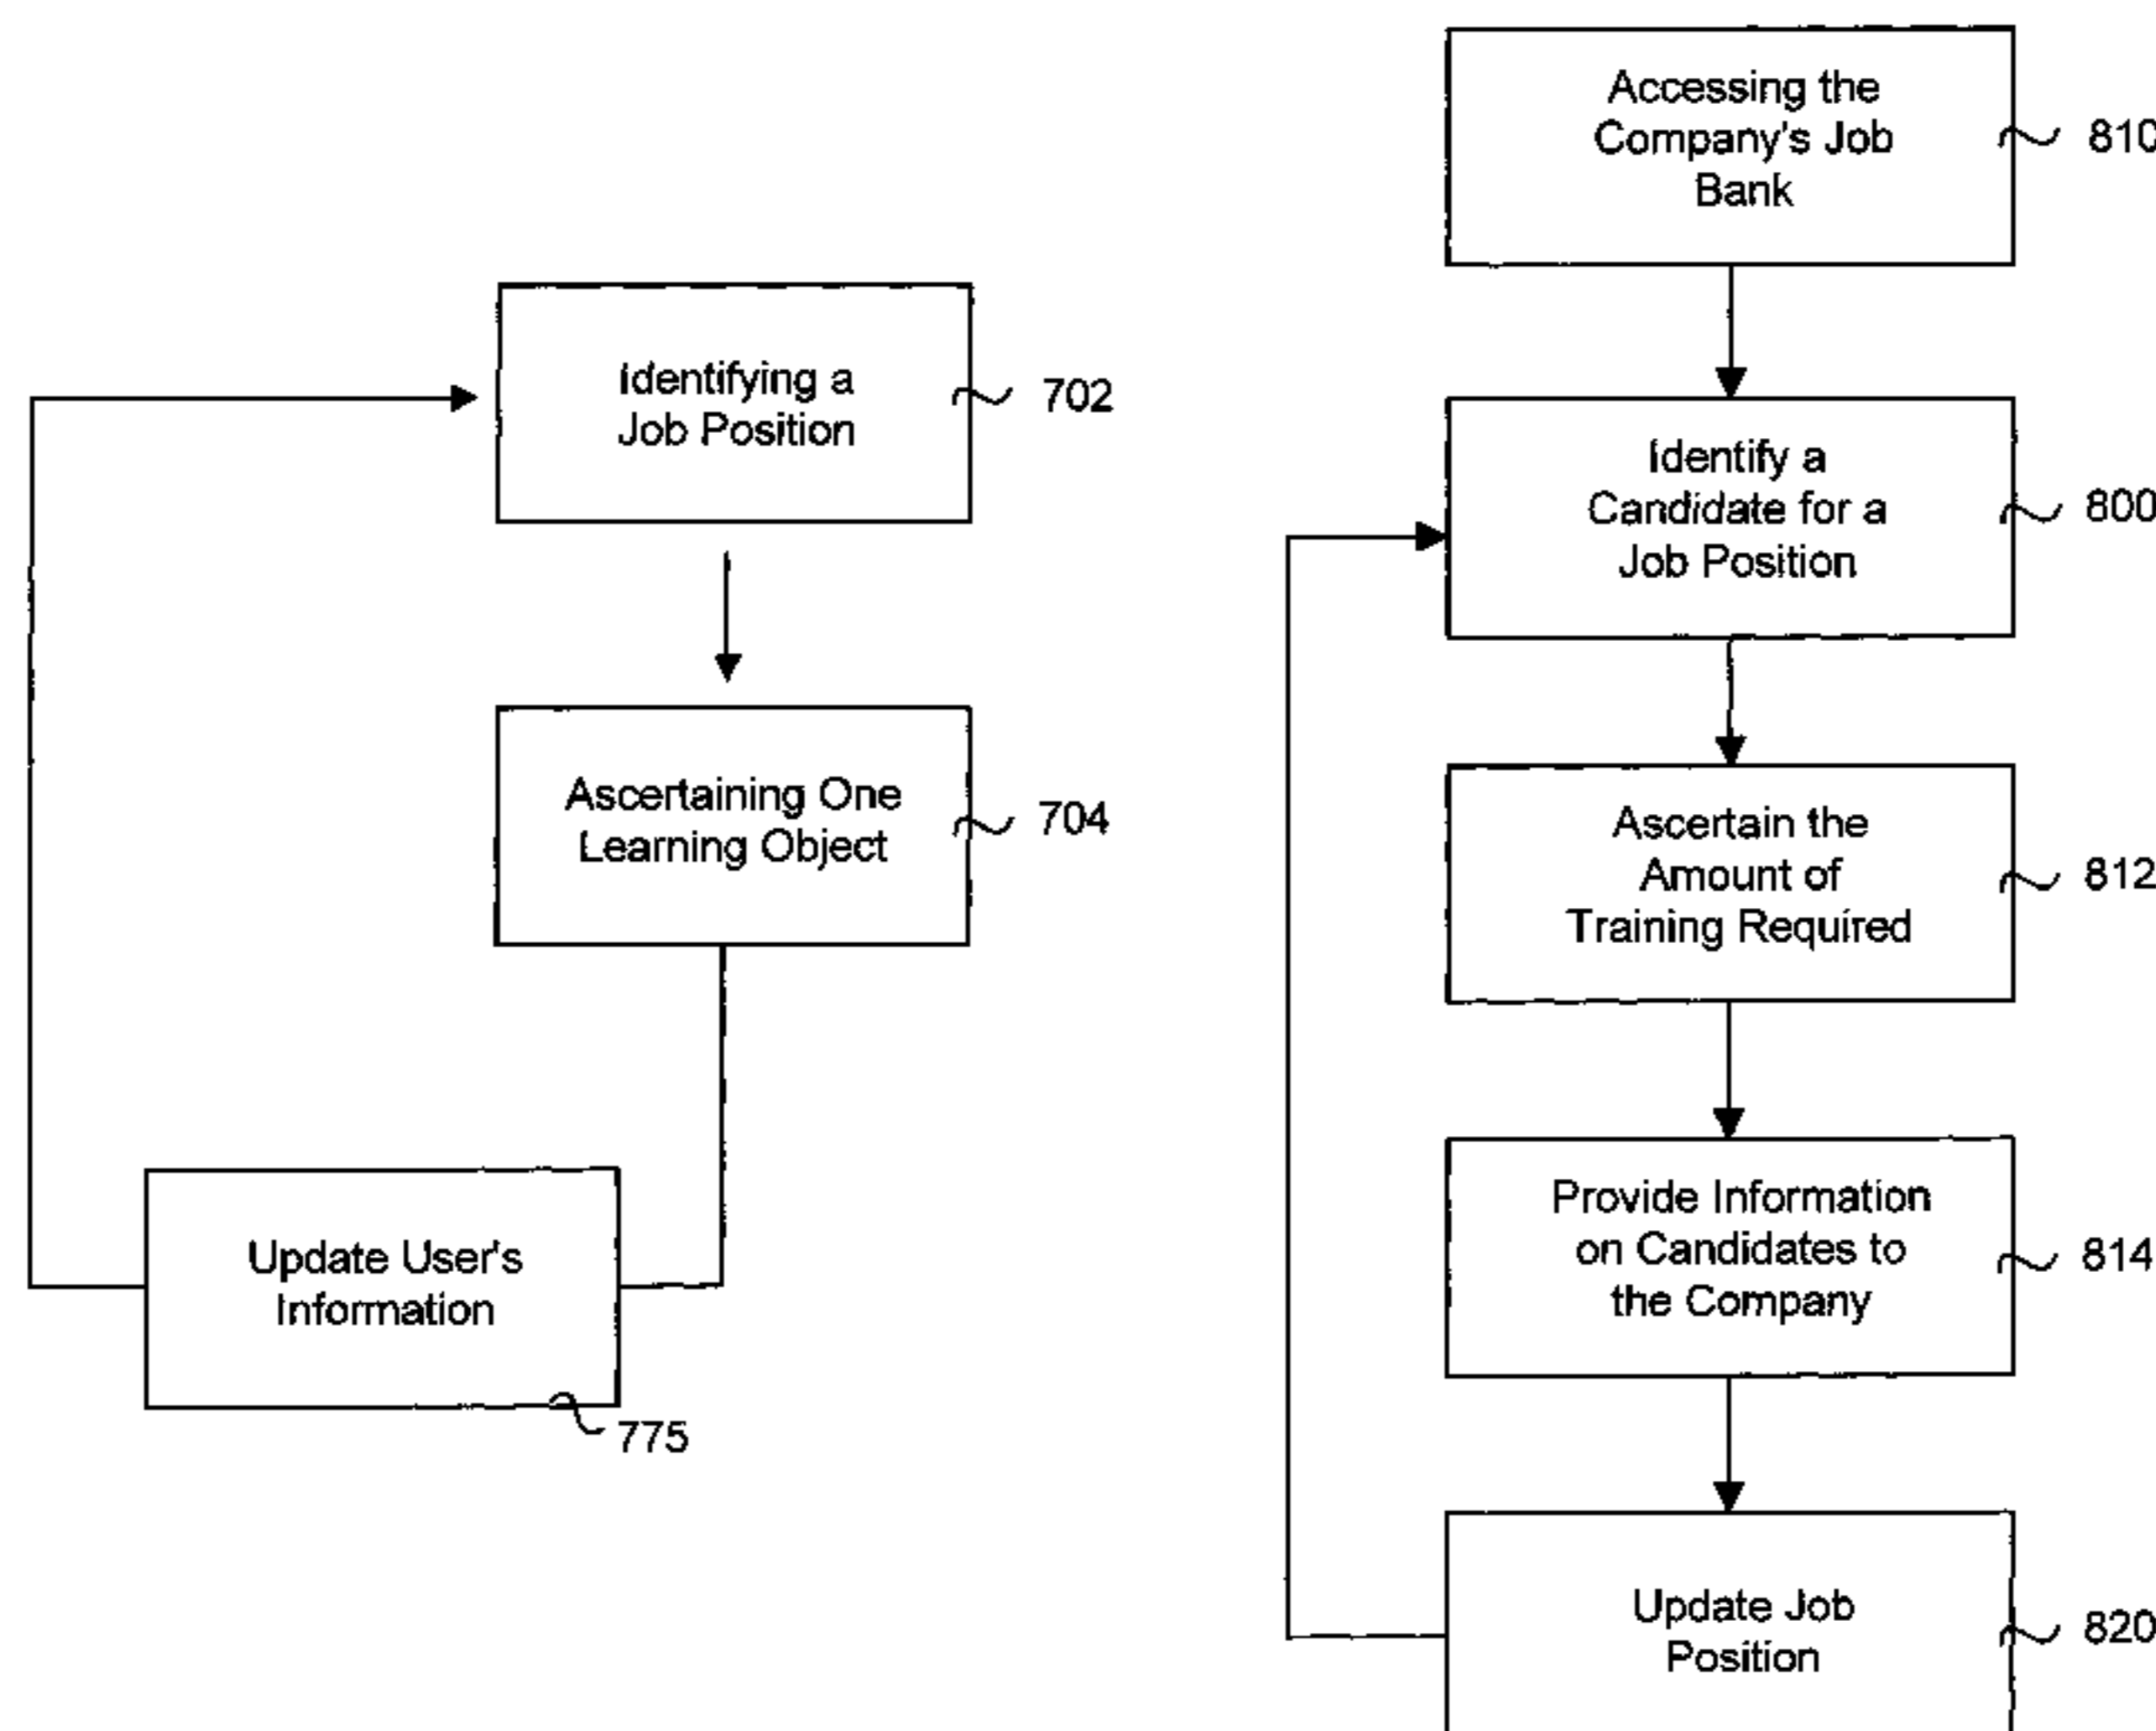 Identifying a
Job Position
702
Ascertaining One
Learning Object
704
Update User's
Information
775
Accessing the
Company's Job
Bank
810
Identify a
Candidate for a
Job Position
800
Ascertain the
Amount of
Training Required
812
Provide Information
on Candidates to
the Company
814
Update Job
Position
820